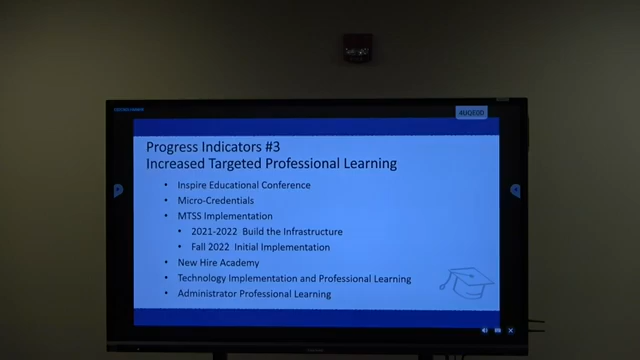 4UQE0D
Progress Indicators #3
Increased Targeted Professional Learning
• Inspire Educational Conference
• Micro-Credentials
• MTSS Implementation
• 2021-2022 Build the Infrastructure
• Fall 2022 Initial Implementation
• New Hire Academy
• Technology Implementation and Professional Learning
• Administrator Professional Learning